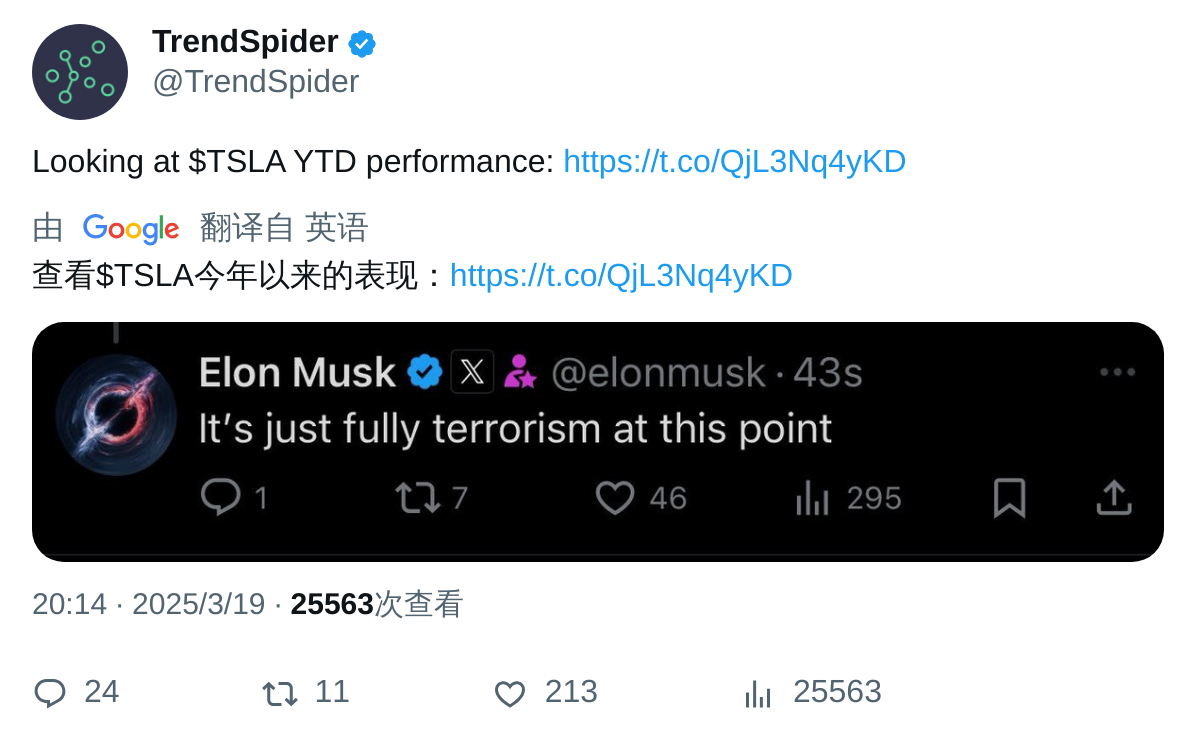 TrendSpider
@TrendSpider
Looking at $TSLA YTD performance: https://t.co/QjL3Nq4yKD
由 Google 翻译自 英语
查看$TSLA今年以来的表现：https://t.co/QjL3Nq4yKD
Elon Musk X @elonmusk · 43s
It’s just fully terrorism at this point
1 7 46 295
20:14 · 2025/3/19 · 25563次查看
24 11 213 25563